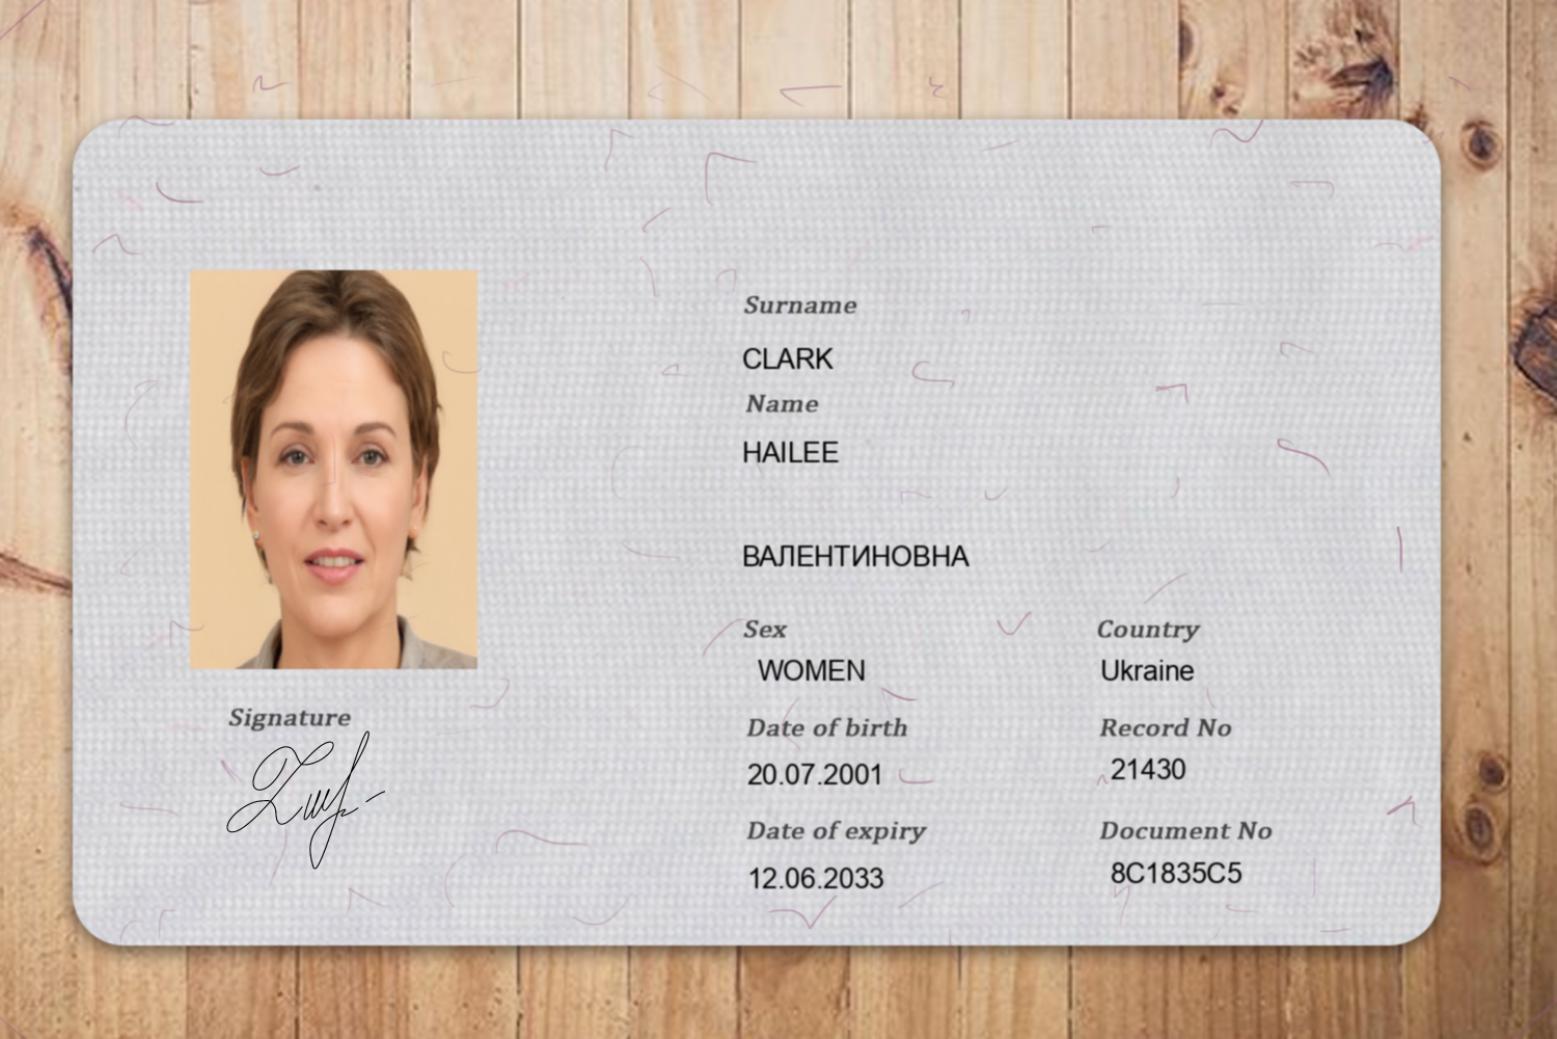 Surname
CLARK
Name
HAILEE
ВАЛЕНТИНОВНА
Sex
Country
WOMEN
Ukraine
Date of birth
Record No
20.07.2001
21430
Date of expiry
Document No
12.06.2033
8C1835C5
Signature